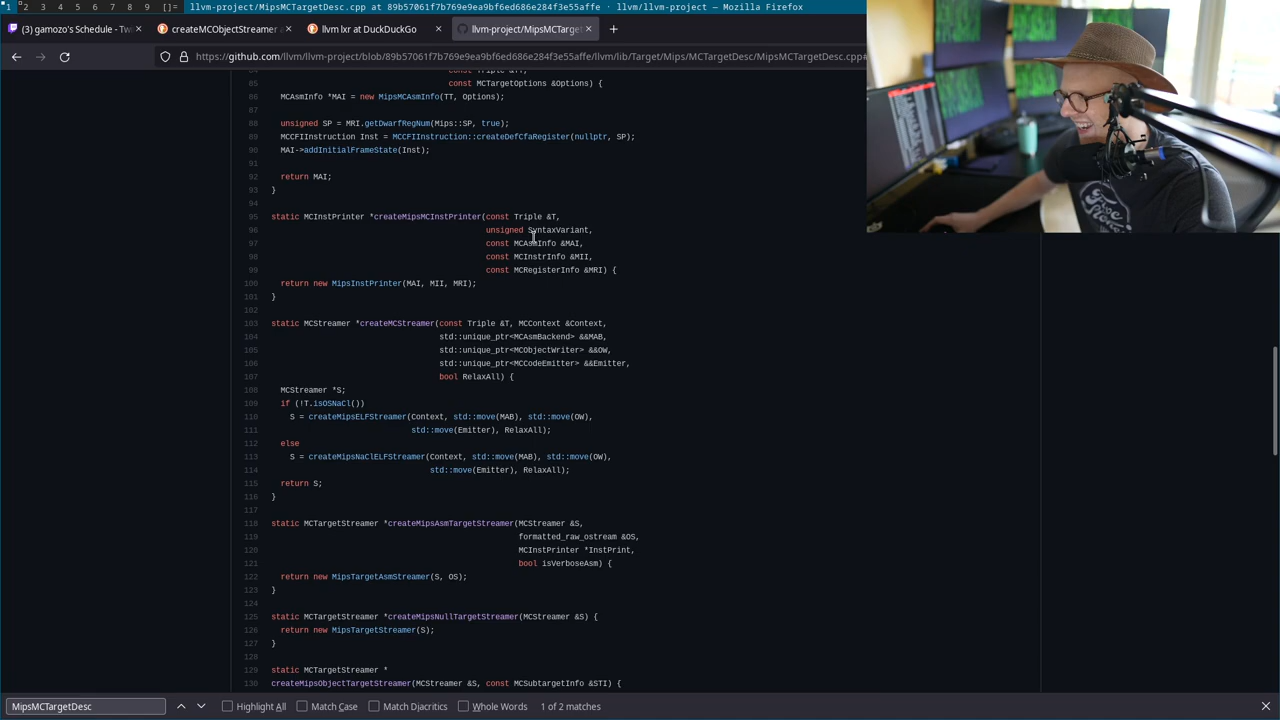 1 2 3 4 5 6 7 8 9 []= llvm-project/MipsMCTargetDesc.cpp at 89b57061f7b769e9ea9bf6ed686e284f3e55affe · llvm/llvm-project — Mozilla Firefox
(3) gamozo's Schedule - Tw
createMCObjectStreamer
llvm lxr at DuckDuckGo
llvm-project/MipsMCTarget
https://github.com/llvm/llvm-project/blob/89b57061f7b769e9ea9bf6ed686e284f3e55affe/llvm/lib/Target/Mips/MCTargetDesc/MipsMCTargetDesc.cpp#
84 const Triple &TT,
85 const MCTargetOptions &Options) {
86 MCAsmInfo *MAI = new MipsMCAsmInfo(TT, Options);
87
88 unsigned SP = MRI.getDwarfRegNum(Mips::SP, true);
89 MCCFIInstruction Inst = MCCFIInstruction::createDefCfaRegister(nullptr, SP);
90 MAI->addInitialFrameState(Inst);
91
92 return MAI;
93 }
94
95 static MCInstPrinter *createMipsMCInstPrinter(const Triple &T,
96 unsigned SyntaxVariant,
97 const MCAsmInfo &MAI,
98 const MCInstrInfo &MII,
99 const MCRegisterInfo &MRI) {
100 return new MipsInstPrinter(MAI, MII, MRI);
101 }
102
103 static MCStreamer *createMCStreamer(const Triple &T, MCContext &Context,
104 std::unique_ptr<MCAsmBackend> &&MAB,
105 std::unique_ptr<MCObjectWriter> &&OW,
106 std::unique_ptr<MCCodeEmitter> &&Emitter,
107 bool RelaxAll) {
108 MCStreamer *S;
109 if (!T.isOSNaCl())
110 S = createMipsELFStreamer(Context, std::move(MAB), std::move(OW),
111 std::move(Emitter), RelaxAll);
112 else
113 S = createMipsNaClELFStreamer(Context, std::move(MAB), std::move(OW),
114 std::move(Emitter), RelaxAll);
115 return S;
116 }
117
118 static MCTargetStreamer *createMipsAsmTargetStreamer(MCStreamer &S,
119 formatted_raw_ostream &OS,
120 MCInstPrinter *InstPrint,
121 bool isVerboseAsm) {
122 return new MipsTargetAsmStreamer(S, OS);
123 }
124
125 static MCTargetStreamer *createMipsNullTargetStreamer(MCStreamer &S) {
126 return new MipsTargetStreamer(S);
127 }
128
129 static MCTargetStreamer *
130 createMipsObjectTargetStreamer(MCStreamer &S, const MCSubtargetInfo &STI) {
MipsMCTargetDesc Highlight All Match Case Match Diacritics Whole Words 1 of 2 matches